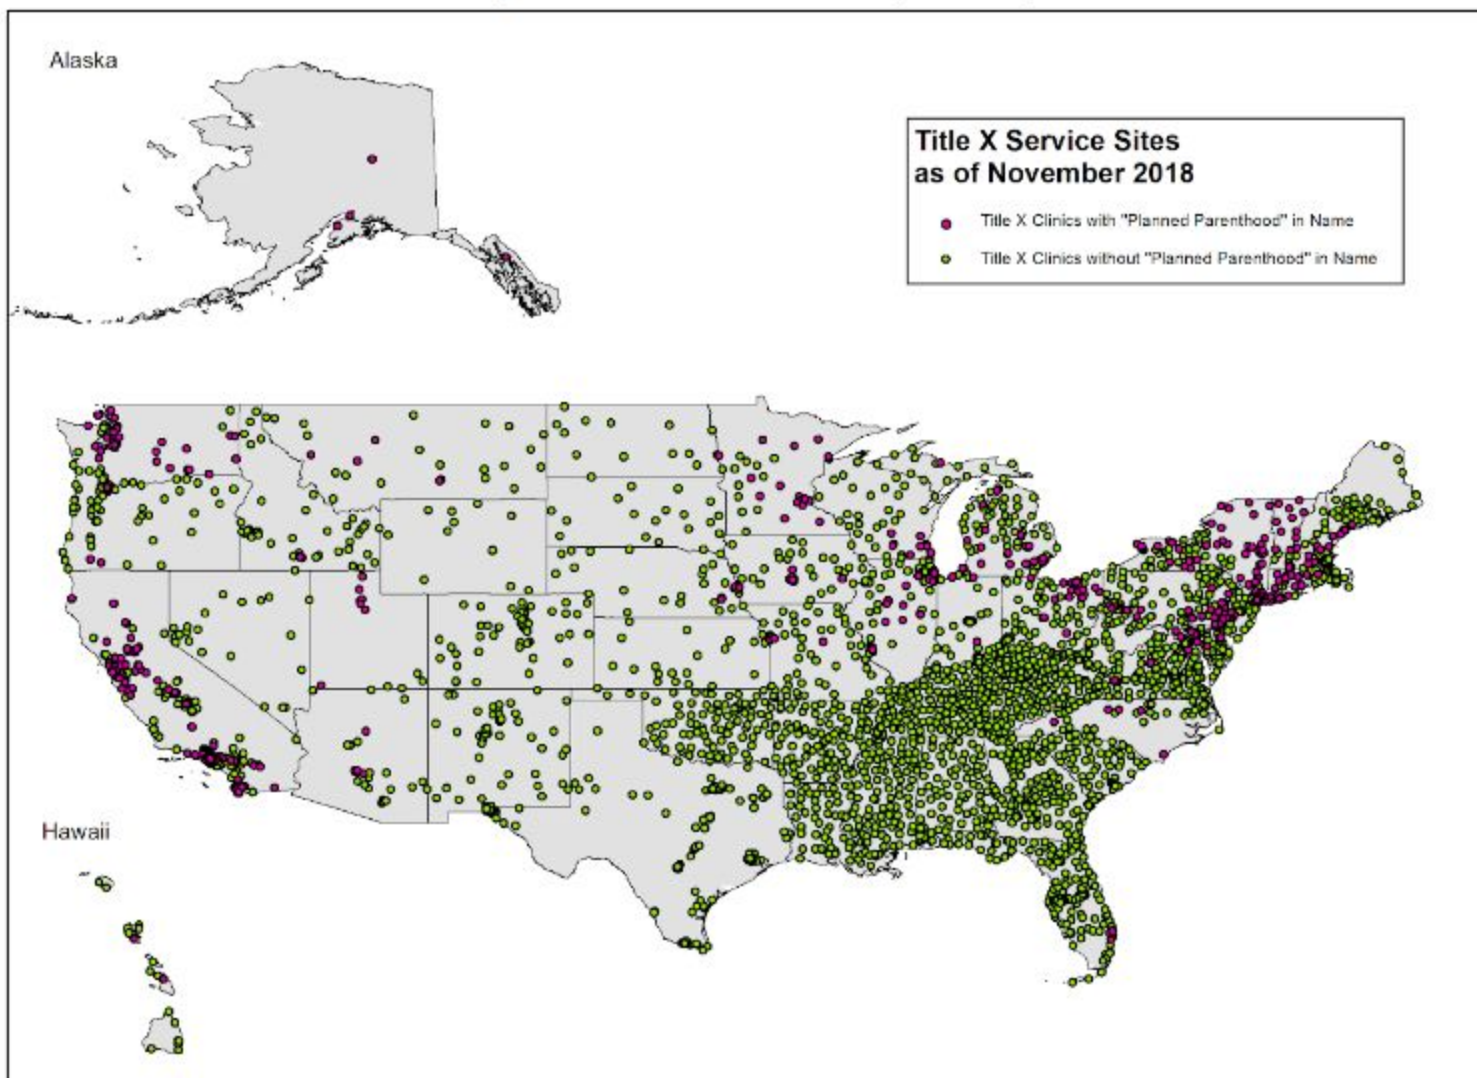 Alaska
Title X Service Sites
as of November 2018
Title X Clinics with "Planned Parenthood" in Name
Title X Clinics without "Planned Parenthood" in Name
Hawaii